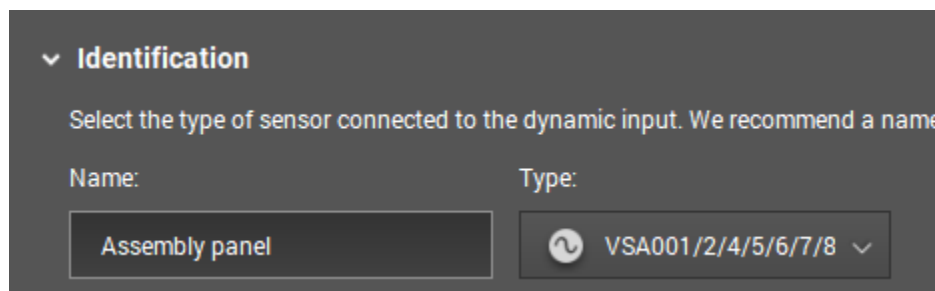 Identification
Select the type of sensor connected to the dynamic input. We recommend a name
Name:
Type:
Assembly panel
VSA001/2/4/5/6/7/8